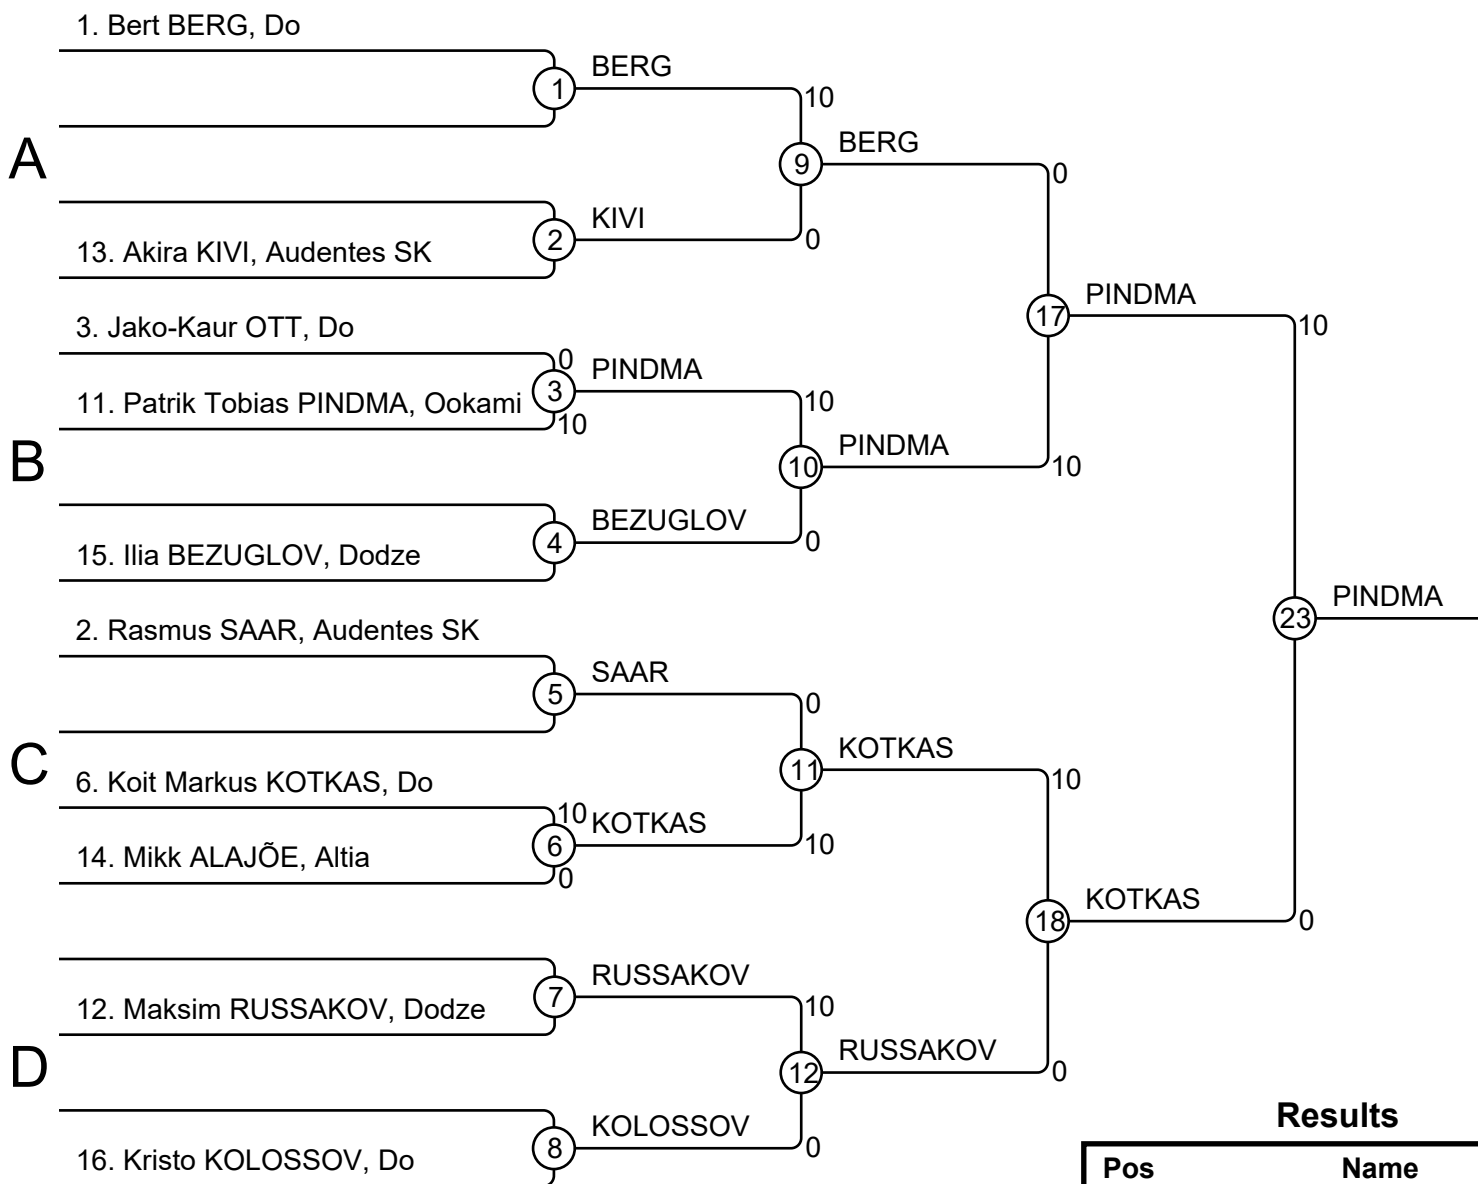 1. Bert BERG, Do
1
BERG
10
A
9
BERG
0
2
KIVI
0
13. Akira KIVI, Audentes SK
17
PINDMA
10
3. Jako-Kaur OTT, Do
0
3
PINDMA
10
11. Patrik Tobias PINDMA, Ookami
10
B
10
PINDMA
10
4
BEZUGLOV
0
15. Ilia BEZUGLOV, Dodze
23
PINDMA
2. Rasmus SAAR, Audentes SK
5
SAAR
0
C
11
KOTKAS
10
6. Koit Markus KOTKAS, Do
10
6
KOTKAS
10
14. Mikk ALAJÕE, Altia
0
18
KOTKAS
0
7
RUSSAKOV
10
12. Maksim RUSSAKOV, Dodze
D
12
RUSSAKOV
0
8
KOLOSSOV
0
16. Kristo KOLOSSOV, Do
Results
Pos Name